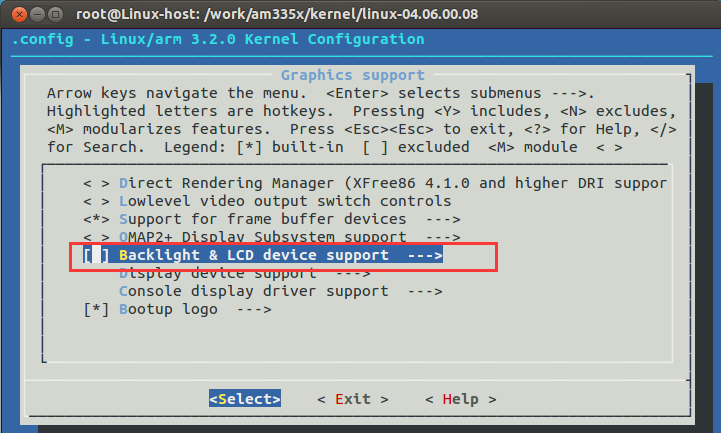 root@Linux-host: /work/am335x/kernel/linux-04.06.00.08
.config - Linux/arm 3.2.0 Kernel Configuration
Graphics support
Arrow keys navigate the menu.  <Enter> selects submenus --->.
Highlighted letters are hotkeys.  Pressing <Y> includes, <N> excludes,
<M> modularizes features.  Press <Esc><Esc> to exit, <?> for Help, </>
for Search.  Legend: [*] built-in  [ ] excluded  <M> module  < >
< > Direct Rendering Manager (XFree86 4.1.0 and higher DRI suppor
< > Lowlevel video output switch controls
<*> Support for frame buffer devices  --->
< > OMAP2+ Display Subsystem support  --->
[ ] Backlight & LCD device support  --->
Display device support  --->
Console display driver support  --->
[*] Bootup logo  --->
<Select>    < Exit >    < Help >